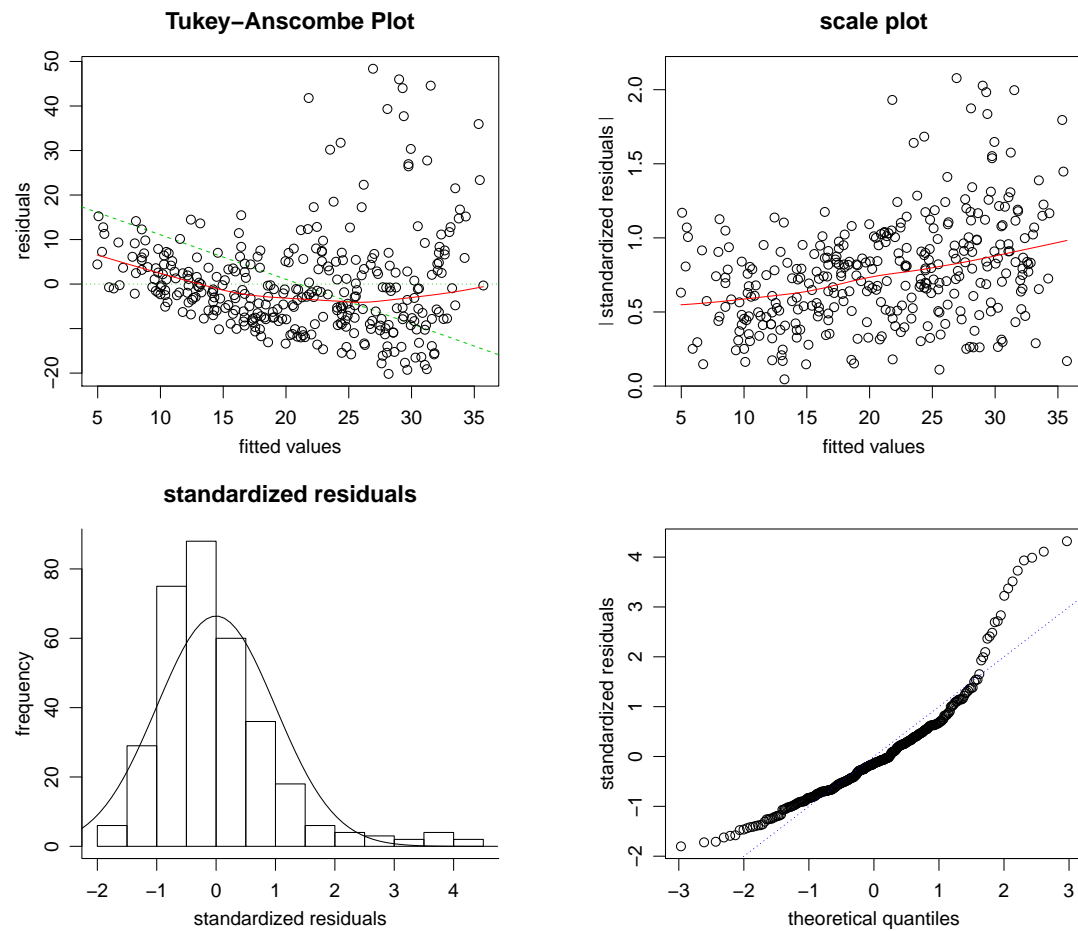 Tukey−Anscombe Plot
50
40
30
20
10
0
−20
residuals
5 10 15 20 25 30 35
fitted values
scale plot
2.0
1.5
1.0
0.5
0.0
| standardized residuals |
5 10 15 20 25 30 35
fitted values
standardized residuals
80
60
40
20
0
frequency
−2 −1 0 1 2 3 4
standardized residuals
4
3
2
1
0
−1
−2
standardized residuals
−3 −2 −1 0 1 2 3
theoretical quantiles